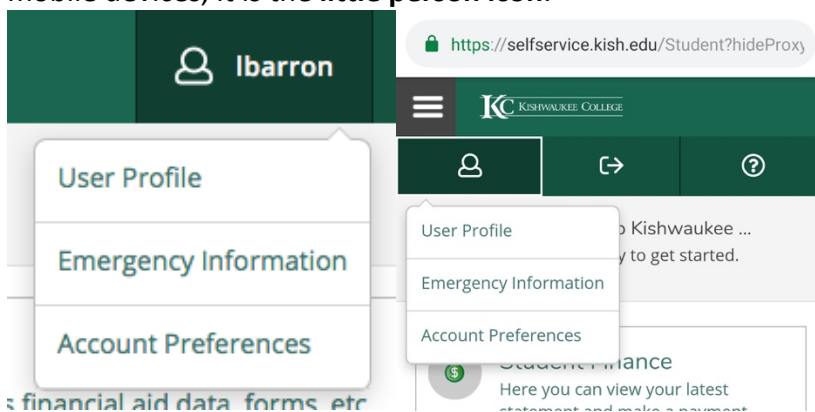 mobile devices, it is the little person icon.
lbarron
User Profile
Emergency Information
Account Preferences
s financial aid data, forms, etc
https://selfservice.kish.edu/Student?hideProxy
KC KISHWAUKEE COLLEGE
o Kishwaukee ...
y to get started.
User Profile
Emergency Information
Account Preferences
Student Finance
Here you can view your latest
statement and make a payment